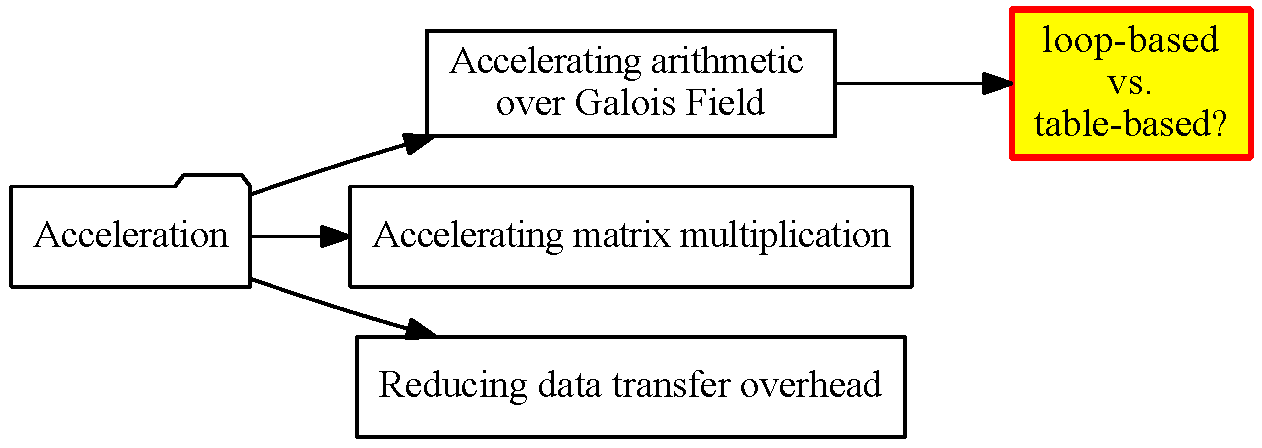 Acceleration
Accelerating arithmetic
over Galois Field
loop-based
vs.
table-based?
Accelerating matrix multiplication
Reducing data transfer overhead